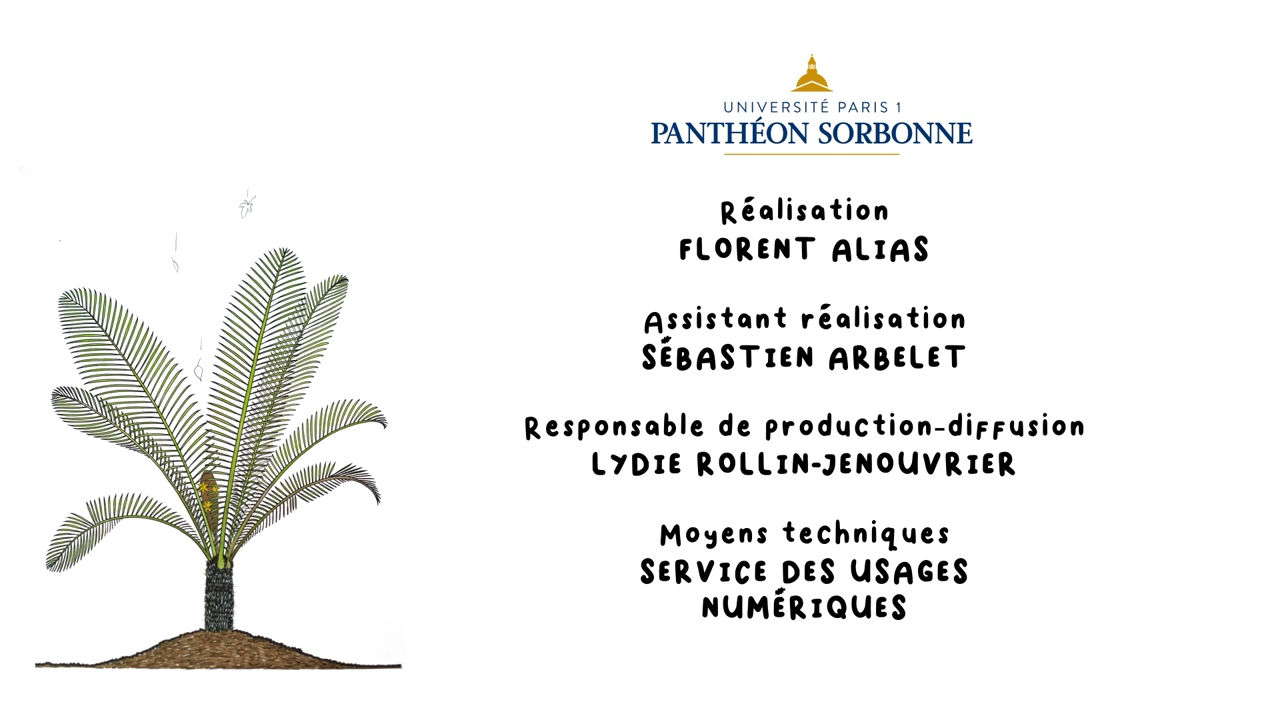 UNIVERSITÉ PARIS 1
PANTHÉON SORBONNE
Réalisation
FLORENT ALIAS
Assistant réalisation
SÉBASTIEN ARBELET
Responsable de production-diffusion
LYDIE ROLLIN-JENOUVRIER
Moyens techniques
SERVICE DES USAGES
NUMÉRIQUES